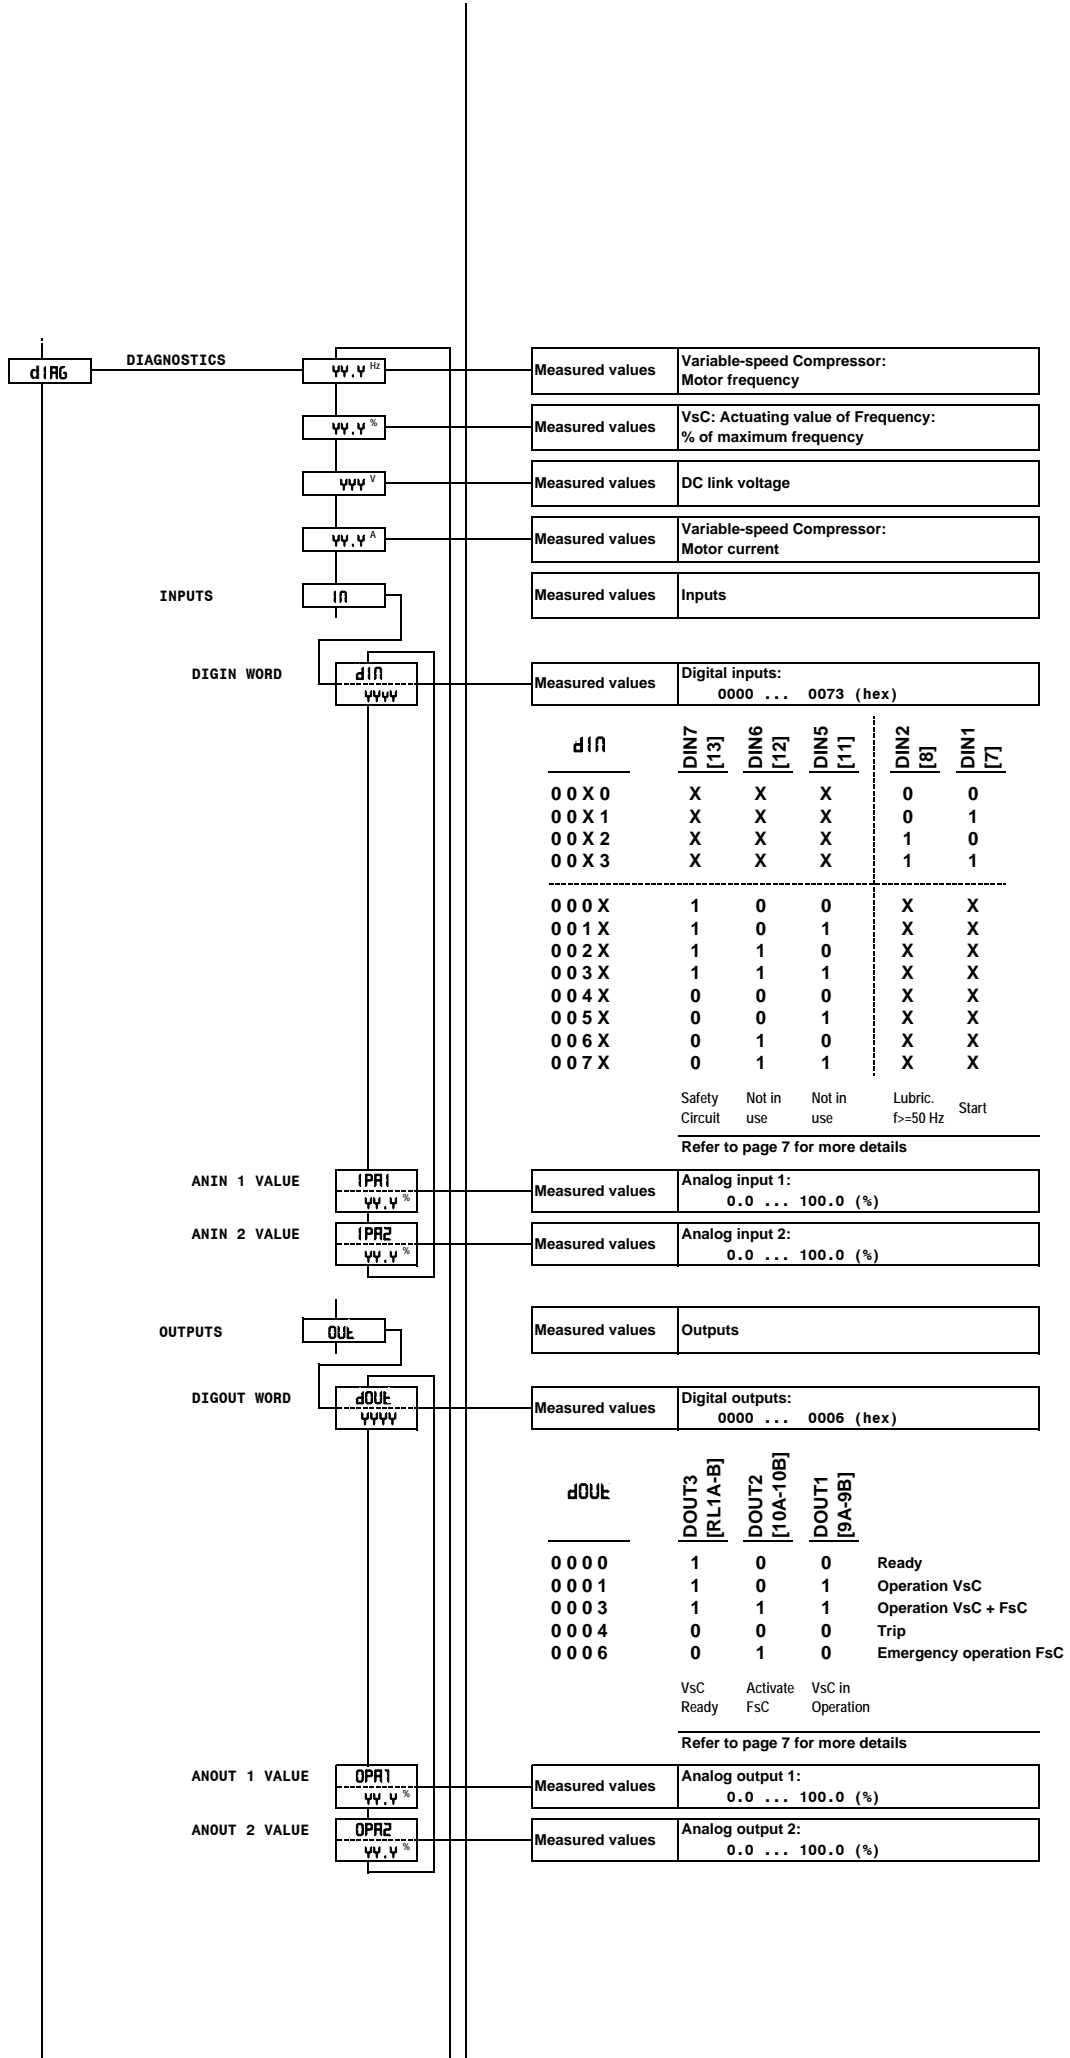 DIAGNOSTICS
dIAG
YY.Y Hz
Measured values
Variable-speed Compressor:
Motor frequency
YY.Y %
Measured values
VsC: Actuating value of Frequency:
% of maximum frequency
YYY V
Measured values
DC link voltage
YY.Y A
Measured values
Variable-speed Compressor:
Motor current
INPUTS
In
Measured values
Inputs
DIGIN WORD
dIn
YYYY
Measured values
Digital inputs:
0000 ... 0073 (hex)
dIn DIN7 [13] DIN6 [12] DIN5 [11] DIN2 [8] DIN1 [7]
0 0 X 0 X X X 0 0
0 0 X 1 X X X 0 1
0 0 X 2 X X X 1 0
0 0 X 3 X X X 1 1
0 0 0 X 1 0 0 X X
0 0 1 X 1 0 1 X X
0 0 2 X 1 1 0 X X
0 0 3 X 1 1 1 X X
0 0 4 X 0 0 0 X X
0 0 5 X 0 0 1 X X
0 0 6 X 0 1 0 X X
0 0 7 X 0 1 1 X X
Safety Not in Not in Lubric. Start
Circuit use use f>=50 Hz
Refer to page 7 for more details
ANIN 1 VALUE
IPA1
YY.Y %
Measured values
Analog input 1:
0.0 ... 100.0 (%)
ANIN 2 VALUE
IPA2
YY.Y %
Measured values
Analog input 2:
0.0 ... 100.0 (%)
OUTPUTS
OUt
Measured values
Outputs
DIGOUT WORD
dOUt
YYYY
Measured values
Digital outputs:
0000 ... 0006 (hex)
dOUt DOUT3 [RL1A-B] DOUT2 [10A-10B] DOUT1 [9A-9B]
0 0 0 0 1 0 0 Ready
0 0 0 1 1 0 1 Operation VsC
0 0 0 3 1 1 1 Operation VsC + FsC
0 0 0 4 0 0 0 Trip
0 0 0 6 0 1 0 Emergency operation FsC
VsC Activate VsC in
Ready FsC Operation
Refer to page 7 for more details
ANOUT 1 VALUE
OPA1
YY.Y %
Measured values
Analog output 1:
0.0 ... 100.0 (%)
ANOUT 2 VALUE
OPA2
YY.Y %
Measured values
Analog output 2:
0.0 ... 100.0 (%)